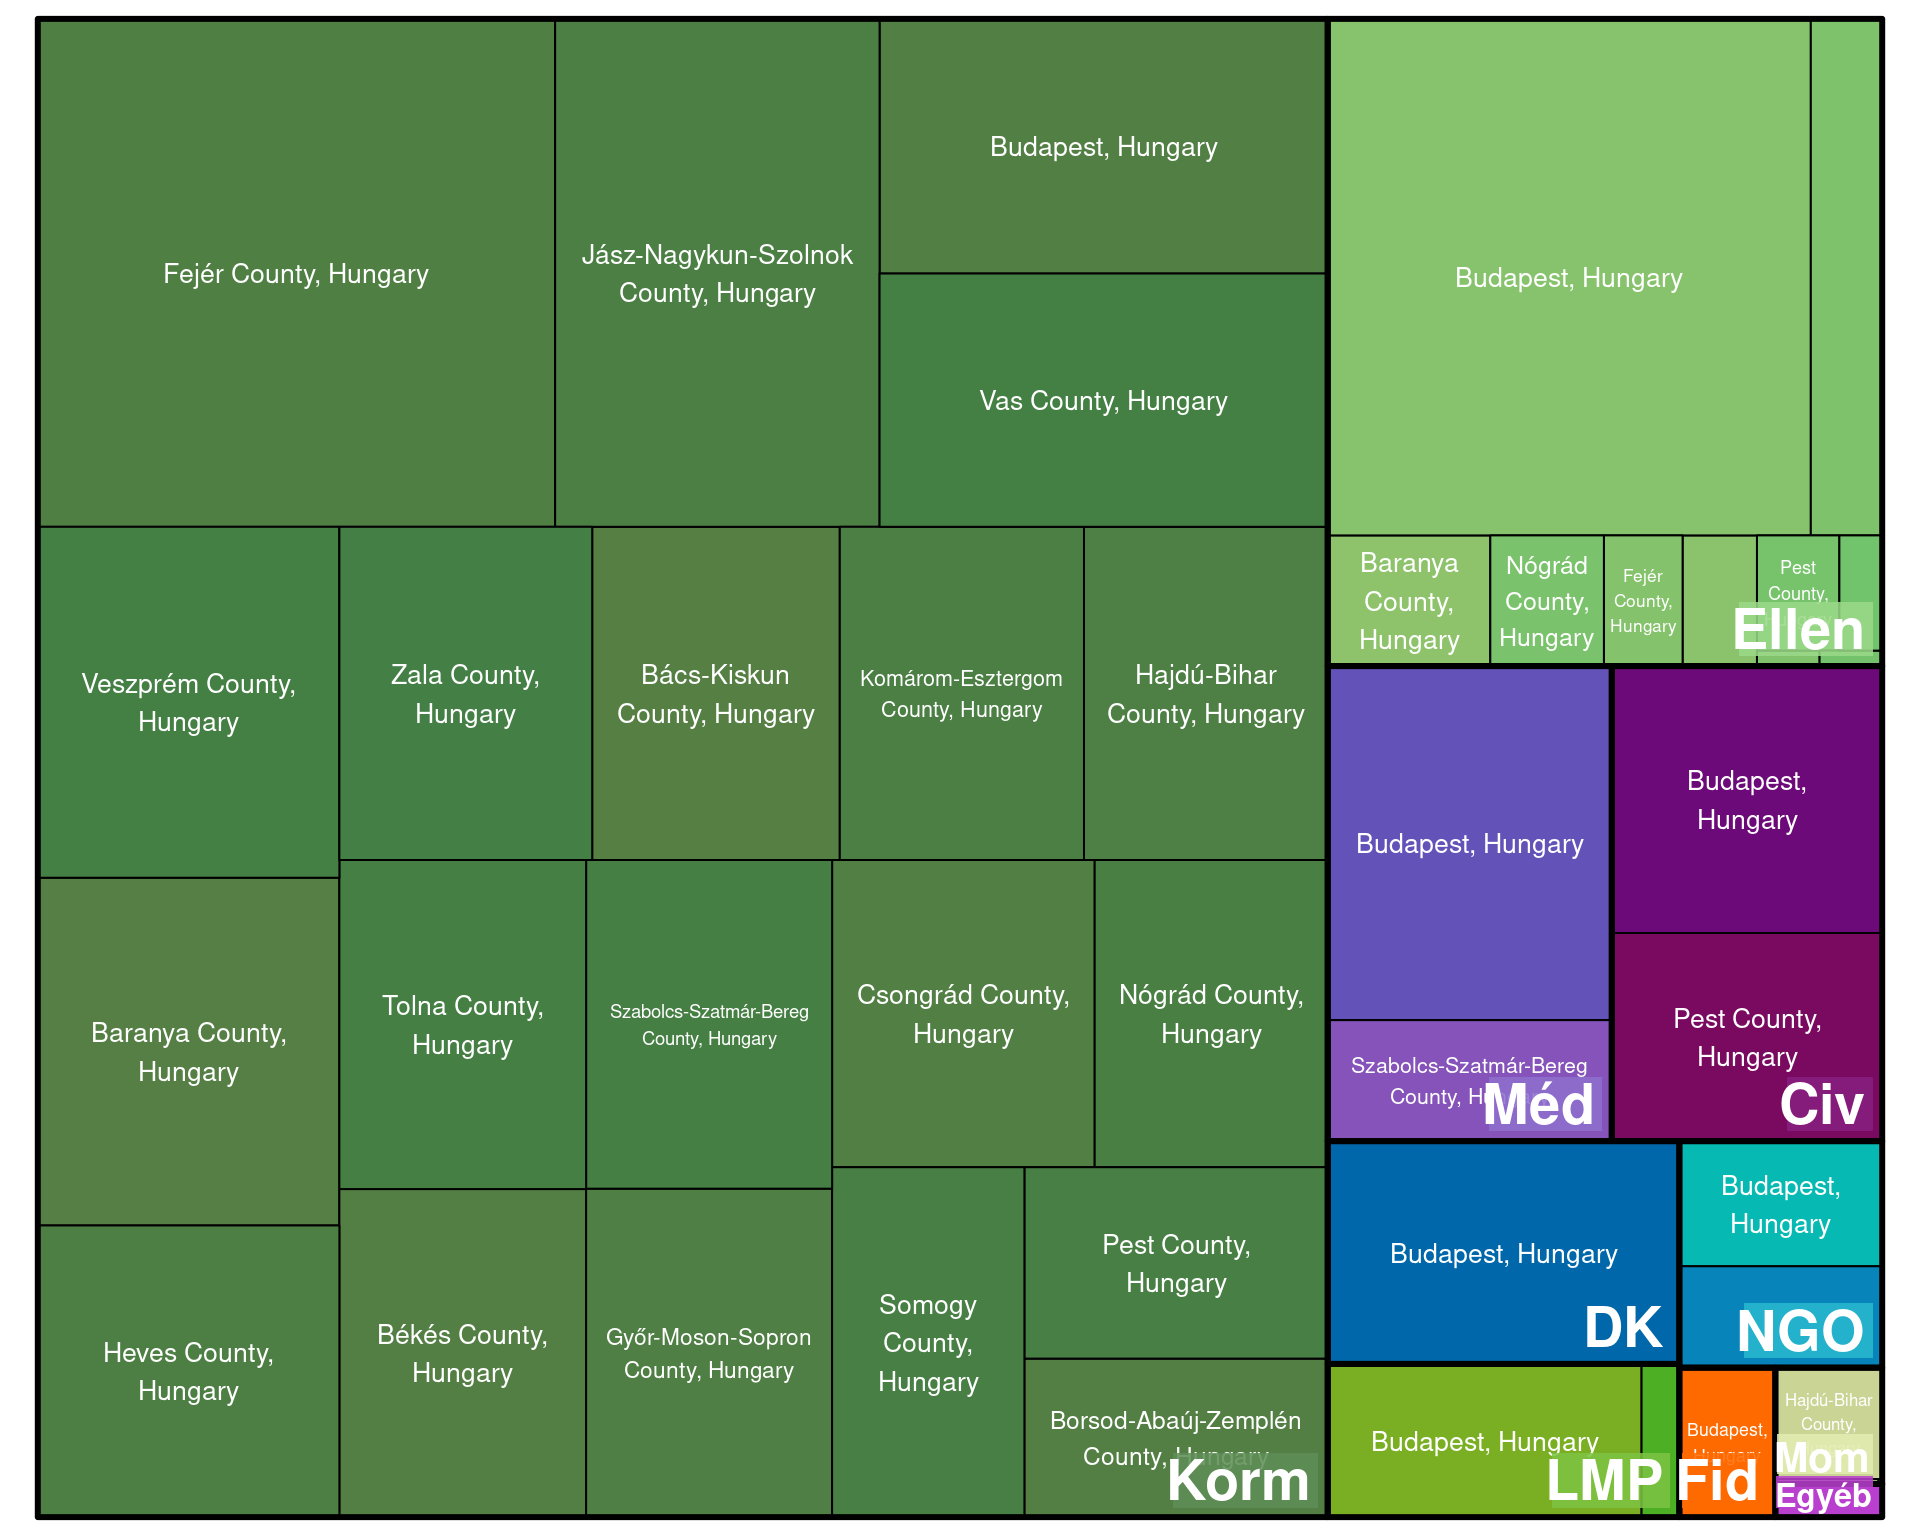 Fejér County, Hungary
Jász-Nagykun-Szolnok
County, Hungary
Budapest, Hungary
Vas County, Hungary
Veszprém County,
Hungary
Zala County,
Hungary
Bács-Kiskun
County, Hungary
Komárom-Esztergom
County, Hungary
Hajdú-Bihar
County, Hungary
Baranya County,
Hungary
Tolna County,
Hungary
Szabolcs-Szatmár-Bereg
County, Hungary
Csongrád County,
Hungary
Nógrád County,
Hungary
Heves County,
Hungary
Békés County,
Hungary
Győr-Moson-Sopron
County, Hungary
Somogy
County,
Hungary
Pest County,
Hungary
Borsod-Abaúj-Zemplén
County, Hungary
Korm
Budapest, Hungary
Baranya
County,
Hungary
Nógrád
County,
Hungary
Fejér
County,
Hungary
Pest
County,
Ellen
Budapest, Hungary
Szabolcs-Szatmár-Bereg
County,
Méd
Budapest,
Hungary
Pest County,
Hungary
Civ
Budapest, Hungary
DK
Budapest,
Hungary
NGO
Budapest, Hungary
LMP
Budapest,
Hungary
Fid
Hajdú-Bihar
County,
Mom
Egyéb